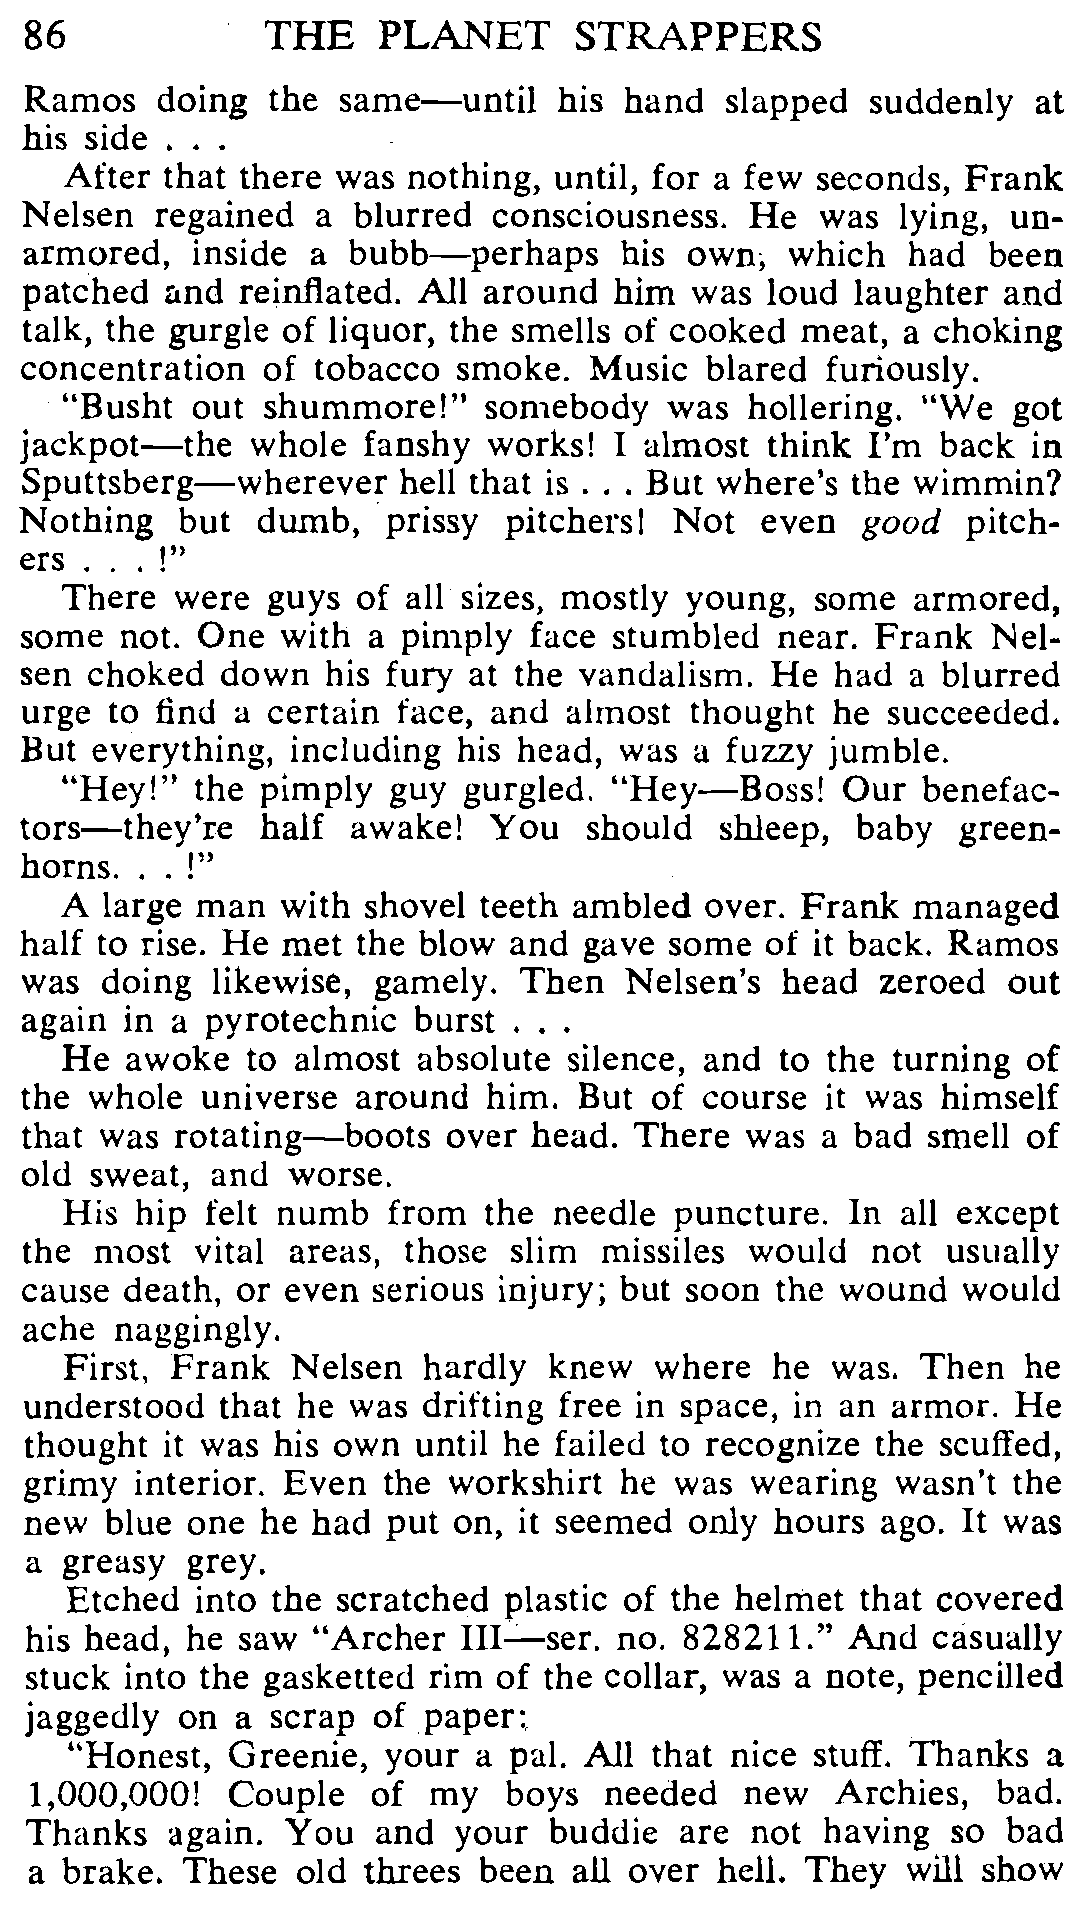 86 THE PLANET STRAPPERS
Ramos doing the same—until his hand slapped suddenly at
his side . . .
After that there was nothing, until, for a few seconds, Frank
Nelsen regained a blurred consciousness. He was lying, un-
armored, inside a bubb—perhaps his own, which had been
patched and reinflated. All around him was loud laughter and
talk, the gurgle of liquor, the smells of cooked meat, a choking
concentration of tobacco smoke. Music blared furiously.
"Busht out shummore!" somebody was hollering. "We got
jackpot—the whole fanshy works! I almost think I'm back in
Sputtsberg—wherever hell that is . . . But where's the wimmin?
Nothing but dumb, prissy pitchers! Not even good pitch-
ers . . . !"
There were guys of all sizes, mostly young, some armored,
some not. One with a pimply face stumbled near. Frank Nel-
sen choked down his fury at the vandalism. He had a blurred
urge to find a certain face, and almost thought he succeeded.
But everything, including his head, was a fuzzy jumble.
"Hey!" the pimply guy gurgled. "Hey—Boss! Our benefac-
tors—they're half awake! You should shleep, baby green-
horns. . . !"
A large man with shovel teeth ambled over. Frank managed
half to rise. He met the blow and gave some of it back. Ramos
was doing likewise, gamely. Then Nelsen's head zeroed out
again in a pyrotechnic burst . . .
He awoke to almost absolute silence, and to the turning of
the whole universe around him. But of course it was himself
that was rotating—boots over head. There was a bad smell of
old sweat, and worse.
His hip felt numb from the needle puncture. In all except
the most vital areas, those slim missiles would not usually
cause death, or even serious injury; but soon the wound would
ache naggingly.
First, Frank Nelsen hardly knew where he was. Then he
understood that he was drifting free in space, in an armor. He
thought it was his own until he failed to recognize the scuffed,
grimy interior. Even the workshirt he was wearing wasn't the
new blue one he had put on, it seemed only hours ago. It was
a greasy grey.
Etched into the scratched plastic of the helmet that covered
his head, he saw "Archer III—ser. no. 828211." And casually
stuck into the gasketted rim of the collar, was a note, pencilled
jaggedly on a scrap of paper:
"Honest, Greenie, your a pal. All that nice stuff. Thanks a
1,000,000! Couple of my boys needed new Archies, bad.
Thanks again. You and your buddie are not having so bad
a brake. These old threes been all over hell. They will show